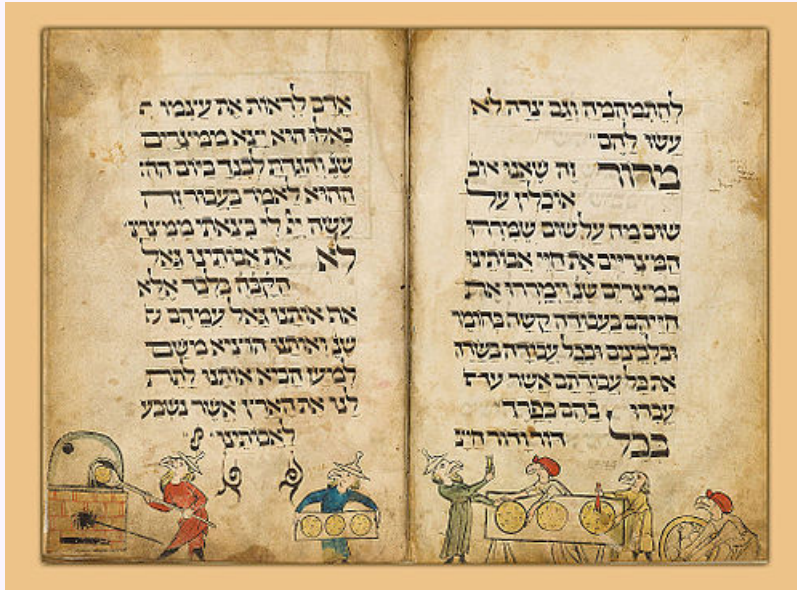 להתמהמה וגם צרה לא
עשו להם
מרור זה שאנו אוכ
אוכלין על
שום מה על שום שמררו
המצריים את חיי אבותינו
במצרים שנ וימררו את
חייהם בעבודה קשה בחומר
ובלבנים ובכל עבודה בשדה
את כל עבודתם אשר
עבדו בהם בפרך
בכל דור ודור חייב
אדם לראות את עצמו ה
כאלו הוא יצא ממצרים
שנ והגדת לבנך ביום הה
ההוא לאמר בעבור זה
עשה יי לי בצאתי ממצרים
לא את אבותינו גאל
הקבה בלבד אלא
את אותנו גאל עמהם
שנ ואותנו הוציא משם
למען הביא אותנו לתת
לנו את הארץ אשר נשבע
לאבותינו